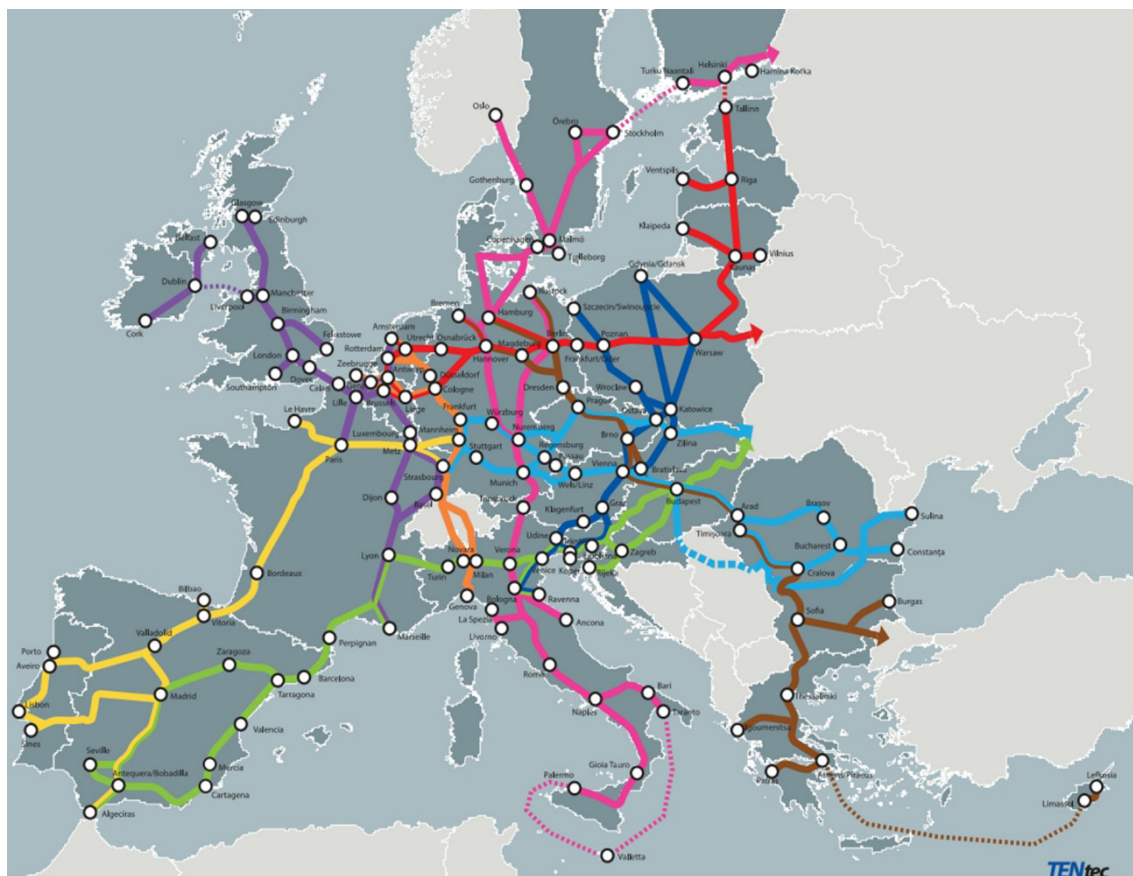 Helsinki
Turku Naantali
Hamina Kotka
Oslo
Tallinn
Örebro
Stockholm
Ventspils
Riga
Gothenburg
Glasgow
Edinburgh
Klaipeda
Belfast
Copenhagen
Malmö
Trelleborg
Kaunas
Vilnius
Gdynia/Gdansk
Dublin
Rostock
Liverpool
Manchester
Bremen
Szczecin/Swinoujscie
Cork
Birmingham
Felixstowe
Amsterdam
Hamburg
Utrecht
Osnabrück
Magdeburg
Berlin
Poznan
Rotterdam
Hannover
Frankfurt/Oder
Warsaw
London
Zeebrugge
Antwerp
Düsseldorf
Southampton
Dover
Calais
Cologne
Dresden
Wroclaw
Lille
Brussels
Liège
Prague
Le Havre
Frankfurt
Würzburg
Ostrava
Katowice
Luxembourg
Mannheim
Nuremberg
Brno
Zilina
Paris
Metz
Stuttgart
Regensburg
Passau
Strasbourg
Munich
Wels/Linz
Vienna
Bratislava
Dijon
Basel
Innsbruck
Graz
Budapest
Klagenfurt
Arad
Braşov
Sulina
Udine
Timişoara
Lyon
Novara
Verona
Zagreb
Bucharest
Constanţa
Turin
Milan
Venice
Koper
Rijeka
Craiova
Bordeaux
Genova
Bologna
Ravenna
Bilbao
La Spezia
Ancona
Sofia
Burgas
Vitoria
Marseille
Livorno
Valladolid
Perpignan
Porto
Zaragoza
Aveiro
Rome
Barcelona
Madrid
Tarragona
Bari
Thessaloniki
Lisbon
Naples
Taranto
Sines
Valencia
Igoumenitsa
Seville
Murcia
Gioia Tauro
Antequera/Bobadilla
Palermo
Patras
Athens/Piraeus
Lefkosia
Cartagena
Limassol
Algeciras
Valletta
TENtec